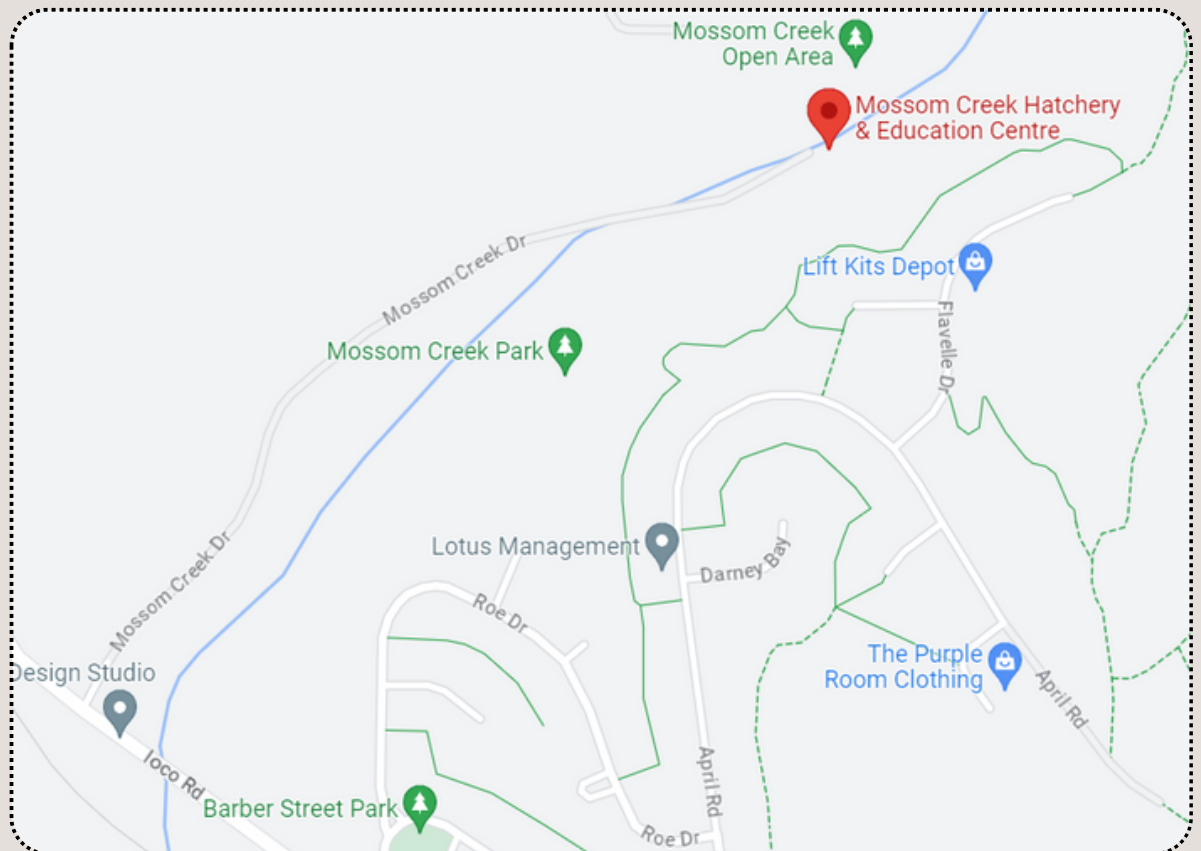 Mossom Creek
Open Area
Mossom Creek Hatchery
& Education Centre
Mossom Creek Dr
Lift Kits Depot
Flavelle Dr
Mossom Creek Park
Lotus Management
Darney Bay
Mossom Creek Dr
Roe Dr
The Purple
Room Clothing
Design Studio
April Rd
Ioco Rd
April Rd
Barber Street Park
Roe Dr